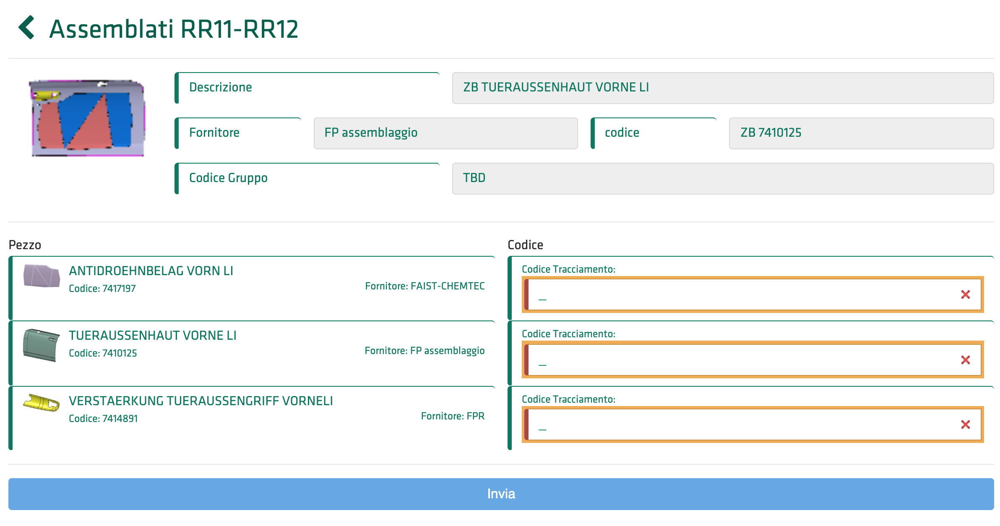 Assemblati RR11-RR12
Descrizione
ZB TUERAUSSENHAUT VORNE LI
Fornitore
FP assemblaggio
codice
ZB 7410125
Codice Gruppo
TBD
Pezzo
Codice
ANTIDROEHNBELAG VORN LI
Codice: 7417197
Fornitore: FAIST-CHEMTEC
Codice Tracciamento:
_
TUERAUSSENHAUT VORNE LI
Codice: 7410125
Fornitore: FP assemblaggio
Codice Tracciamento:
_
VERSTAERKUNG TUERAUSSENGRIFF VORNELI
Codice: 7414891
Fornitore: FPR
Codice Tracciamento:
_
Invia